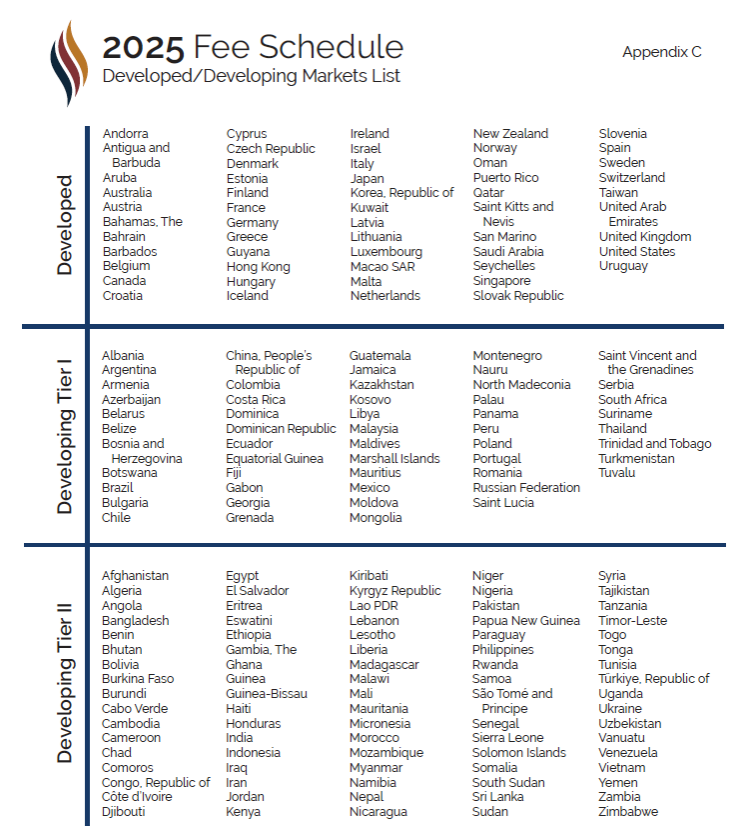 2025 Fee Schedule
Developed/Developing Markets List
Appendix C
Developed
Andorra
Antigua and
Barbuda
Aruba
Australia
Austria
Bahamas, The
Bahrain
Barbados
Belgium
Canada
Croatia
Cyprus
Czech Republic
Denmark
Estonia
Finland
France
Germany
Greece
Guyana
Hong Kong
Hungary
Iceland
Ireland
Israel
Italy
Japan
Korea, Republic of
Kuwait
Latvia
Lithuania
Luxembourg
Macao SAR
Malta
Netherlands
New Zealand
Norway
Oman
Puerto Rico
Qatar
Saint Kitts and
Nevis
San Marino
Saudi Arabia
Seychelles
Singapore
Slovak Republic
Slovenia
Spain
Sweden
Switzerland
Taiwan
United Arab
Emirates
United Kingdom
United States
Uruguay
Developing Tier I
Albania
Argentina
Armenia
Azerbaijan
Belarus
Belize
Bosnia and
Herzegovina
Botswana
Brazil
Bulgaria
Chile
China, People's
Republic of
Colombia
Costa Rica
Dominica
Dominican Republic
Ecuador
Equatorial Guinea
Fiji
Gabon
Georgia
Grenada
Guatemala
Jamaica
Kazakhstan
Kosovo
Libya
Malaysia
Maldives
Marshall Islands
Mauritius
Mexico
Moldova
Mongolia
Montenegro
Nauru
North Madeconia
Palau
Panama
Peru
Poland
Portugal
Romania
Russian Federation
Saint Lucia
Saint Vincent and
the Grenadines
Serbia
South Africa
Suriname
Thailand
Trinidad and Tobago
Turkmenistan
Tuvalu
Developing Tier II
Afghanistan
Algeria
Angola
Bangladesh
Benin
Bhutan
Bolivia
Burkina Faso
Burundi
Cabo Verde
Cambodia
Cameroon
Chad
Comoros
Congo, Republic of
Côte d'Ivoire
Djibouti
Egypt
El Salvador
Eritrea
Eswatini
Ethiopia
Gambia, The
Ghana
Guinea
Guinea-Bissau
Haiti
Honduras
India
Indonesia
Iraq
Iran
Jordan
Kenya
Kiribati
Kyrgyz Republic
Lao PDR
Lebanon
Lesotho
Liberia
Madagascar
Malawi
Mali
Mauritania
Micronesia
Morocco
Mozambique
Myanmar
Namibia
Nepal
Nicaragua
Niger
Nigeria
Pakistan
Papua New Guinea
Paraguay
Philippines
Rwanda
Samoa
São Tomé and
Principe
Senegal
Sierra Leone
Solomon Islands
Somalia
South Sudan
Sri Lanka
Sudan
Syria
Tajikistan
Tanzania
Timor-Leste
Togo
Tonga
Tunisia
Türkiye, Republic of
Uganda
Ukraine
Uzbekistan
Vanuatu
Venezuela
Vietnam
Yemen
Zambia
Zimbabwe